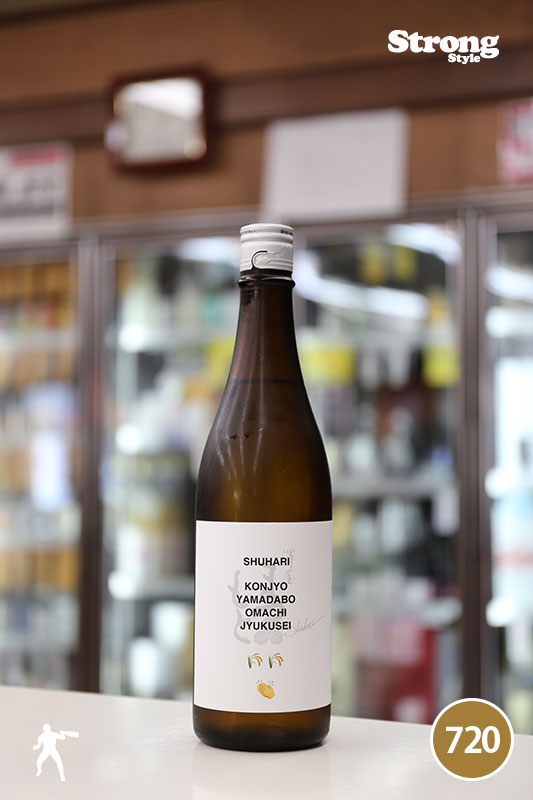 Strong
Style
SHUHARI
KONJYO
YAMADABO
OMACHI
JYUKUSEI
720